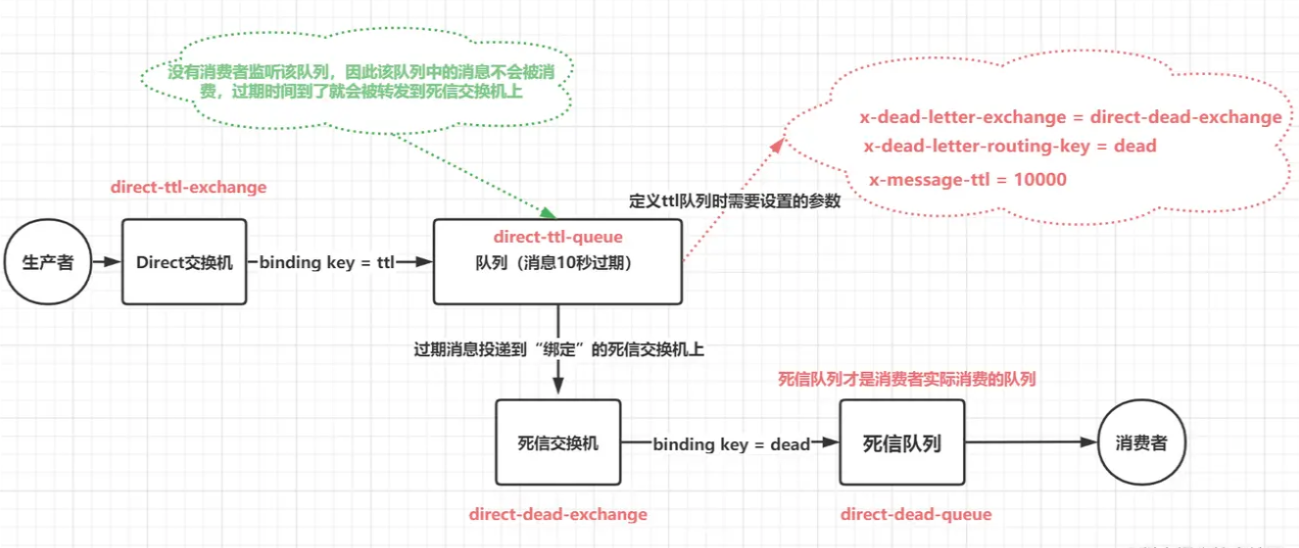 没有消费者监听该队列，因此该队列中的消息不会被消
费，过期时间到了就会被转发到死信交换机上
x-dead-letter-exchange = direct-dead-exchange
x-dead-letter-routing-key = dead
x-message-ttl = 10000
direct-ttl-exchange
定义ttl队列时需要设置的参数
生产者
Direct交换机
binding key = ttl
direct-ttl-queue
队列（消息10秒过期）
过期消息投递到“绑定”的死信交换机上
死信队列才是消费者实际消费的队列
死信交换机
binding key = dead
死信队列
消费者
direct-dead-exchange
direct-dead-queue